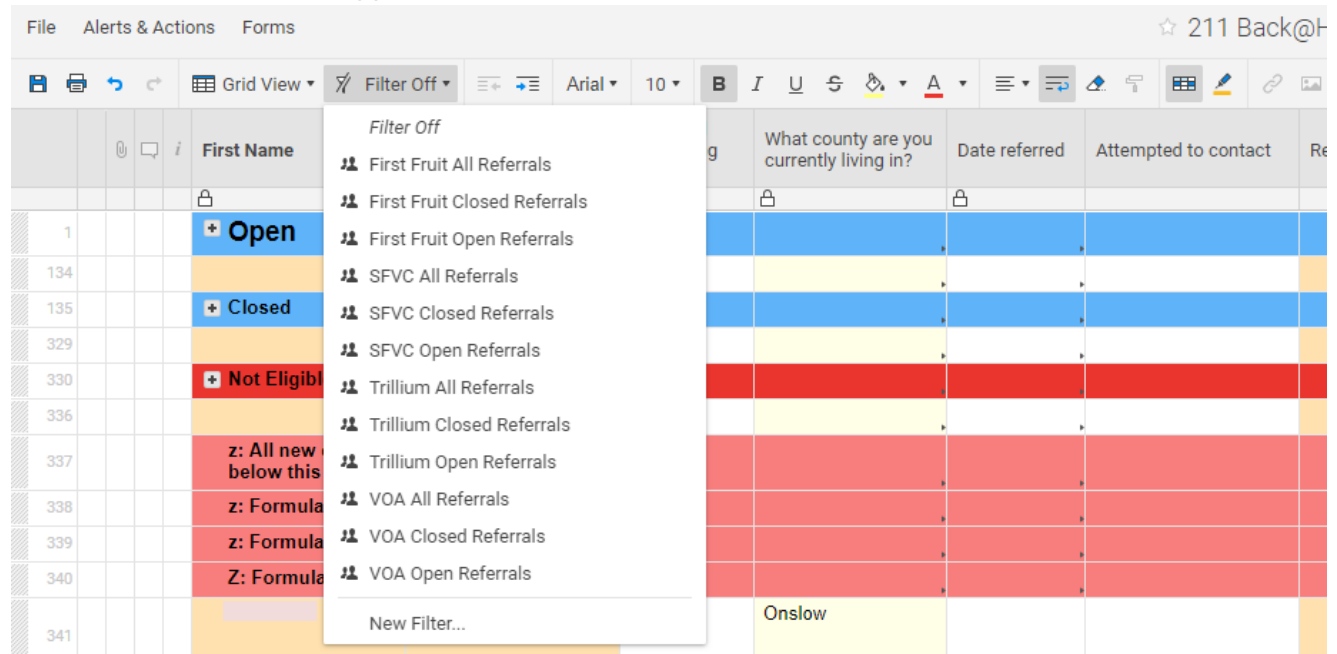 File Alerts & Actions Forms
211 Back@H
Grid View Filter Off Arial 10 B I U S A
i First Name
g
What county are you
currently living in?
Date referred
Attempted to contact
Re
Filter Off
First Fruit All Referrals
First Fruit Closed Referrals
First Fruit Open Referrals
SFVC All Referrals
SFVC Closed Referrals
SFVC Open Referrals
Trillium All Referrals
Trillium Closed Referrals
Trillium Open Referrals
VOA All Referrals
VOA Closed Referrals
VOA Open Referrals
New Filter...
1 Open
134
135 Closed
329
330 Not Eligibl
336
337 z: All new
below this
338 z: Formula
339 z: Formula
340 Z: Formula
341 Onslow